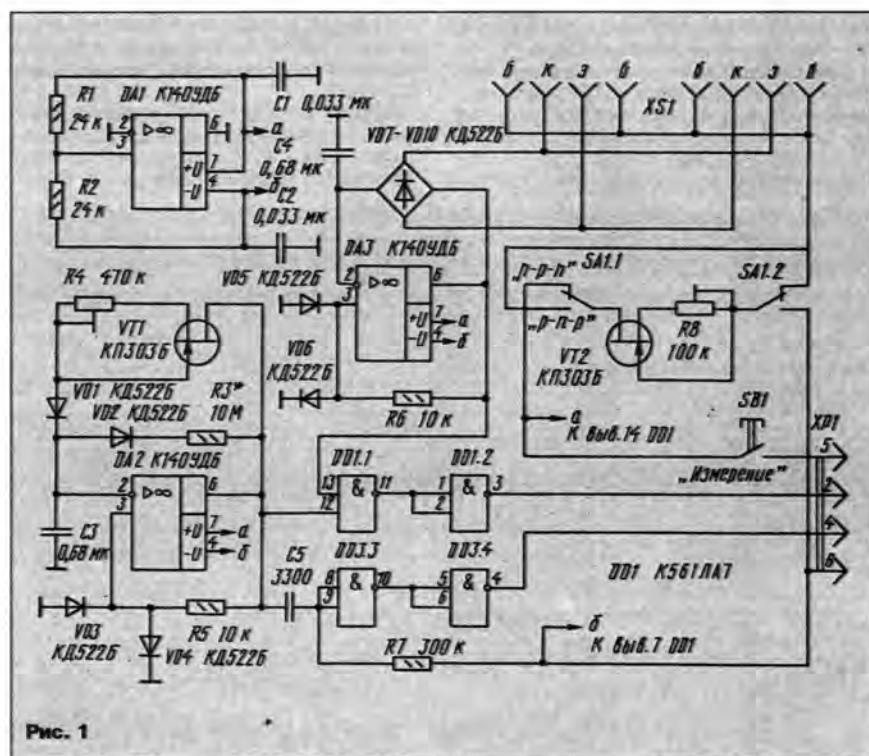 R1
24 к
DA1 К140УД6
2
3
▷∞
6
+U
7
-U
4
R2
24 к
C1 0,033 мк
а
C4
0,68 мк
б
C2
0,033 мк
VD7-VD10 КД522Б
б к э б б к э б
XS1
R4 470 к
VT1
КП303Б
VD1 КД522Б
VD2 КД522Б
R3*
10 М
DA2 К140УД6
2
3
▷∞
6
+U
7
-U
4
а
б
C3
0,68 мк
VD3
КД522Б
VD4 КД522Б
R5 10 к
VD5 КД522Б
DA3 К140УД6
2
3
▷∞
6
+U
7
-U
4
а
б
VD6
КД522Б
R6 10 к
„n-p-n"
SA1.1
SA1.2
„p-n-p"
VT2
КП303Б
R8
100 к
а
К выв.14 DD1
SB1
„Измерение"
XP1
5
2
4
6
DD1.1
13
12
&
11
DD1.2
1
2
&
3
C5
3300
DD3.3
8
9
&
10
DD3.4
5
6
&
4
DD1 К561ЛА7
R7 300 к
б
К выв.7 DD1
Рис. 1